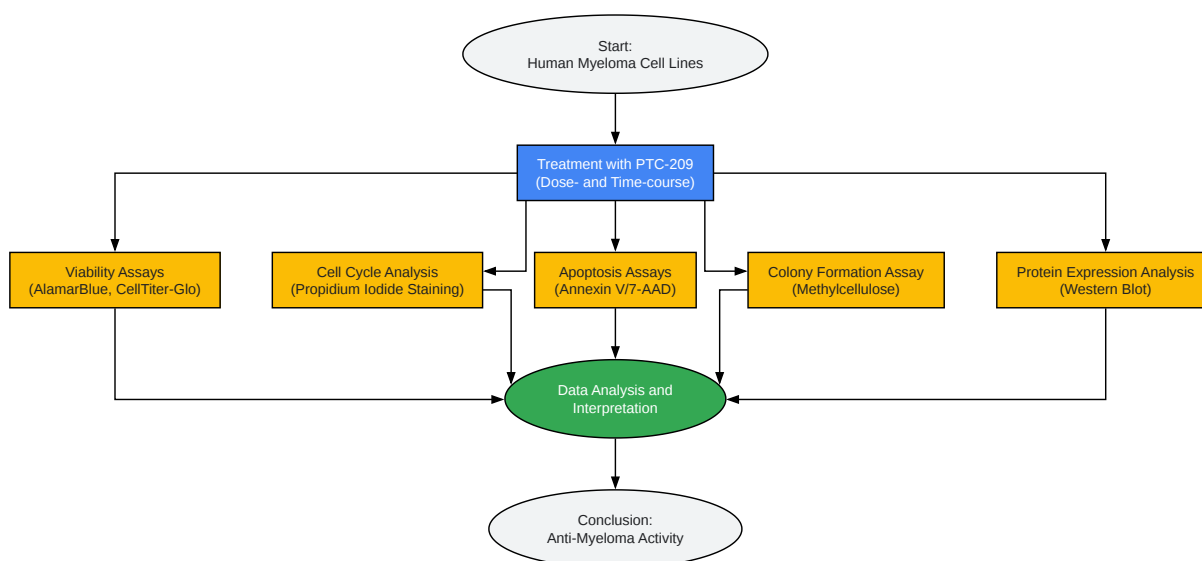 Start:
Human Myeloma Cell Lines
Treatment with PTC-209
(Dose- and Time-course)
Viability Assays
(AlamarBlue, CellTiter-Glo)
Cell Cycle Analysis
(Propidium Iodide Staining)
Apoptosis Assays
(Annexin V/7-AAD)
Colony Formation Assay
(Methylcellulose)
Protein Expression Analysis
(Western Blot)
Data Analysis and
Interpretation
Conclusion:
Anti-Myeloma Activity